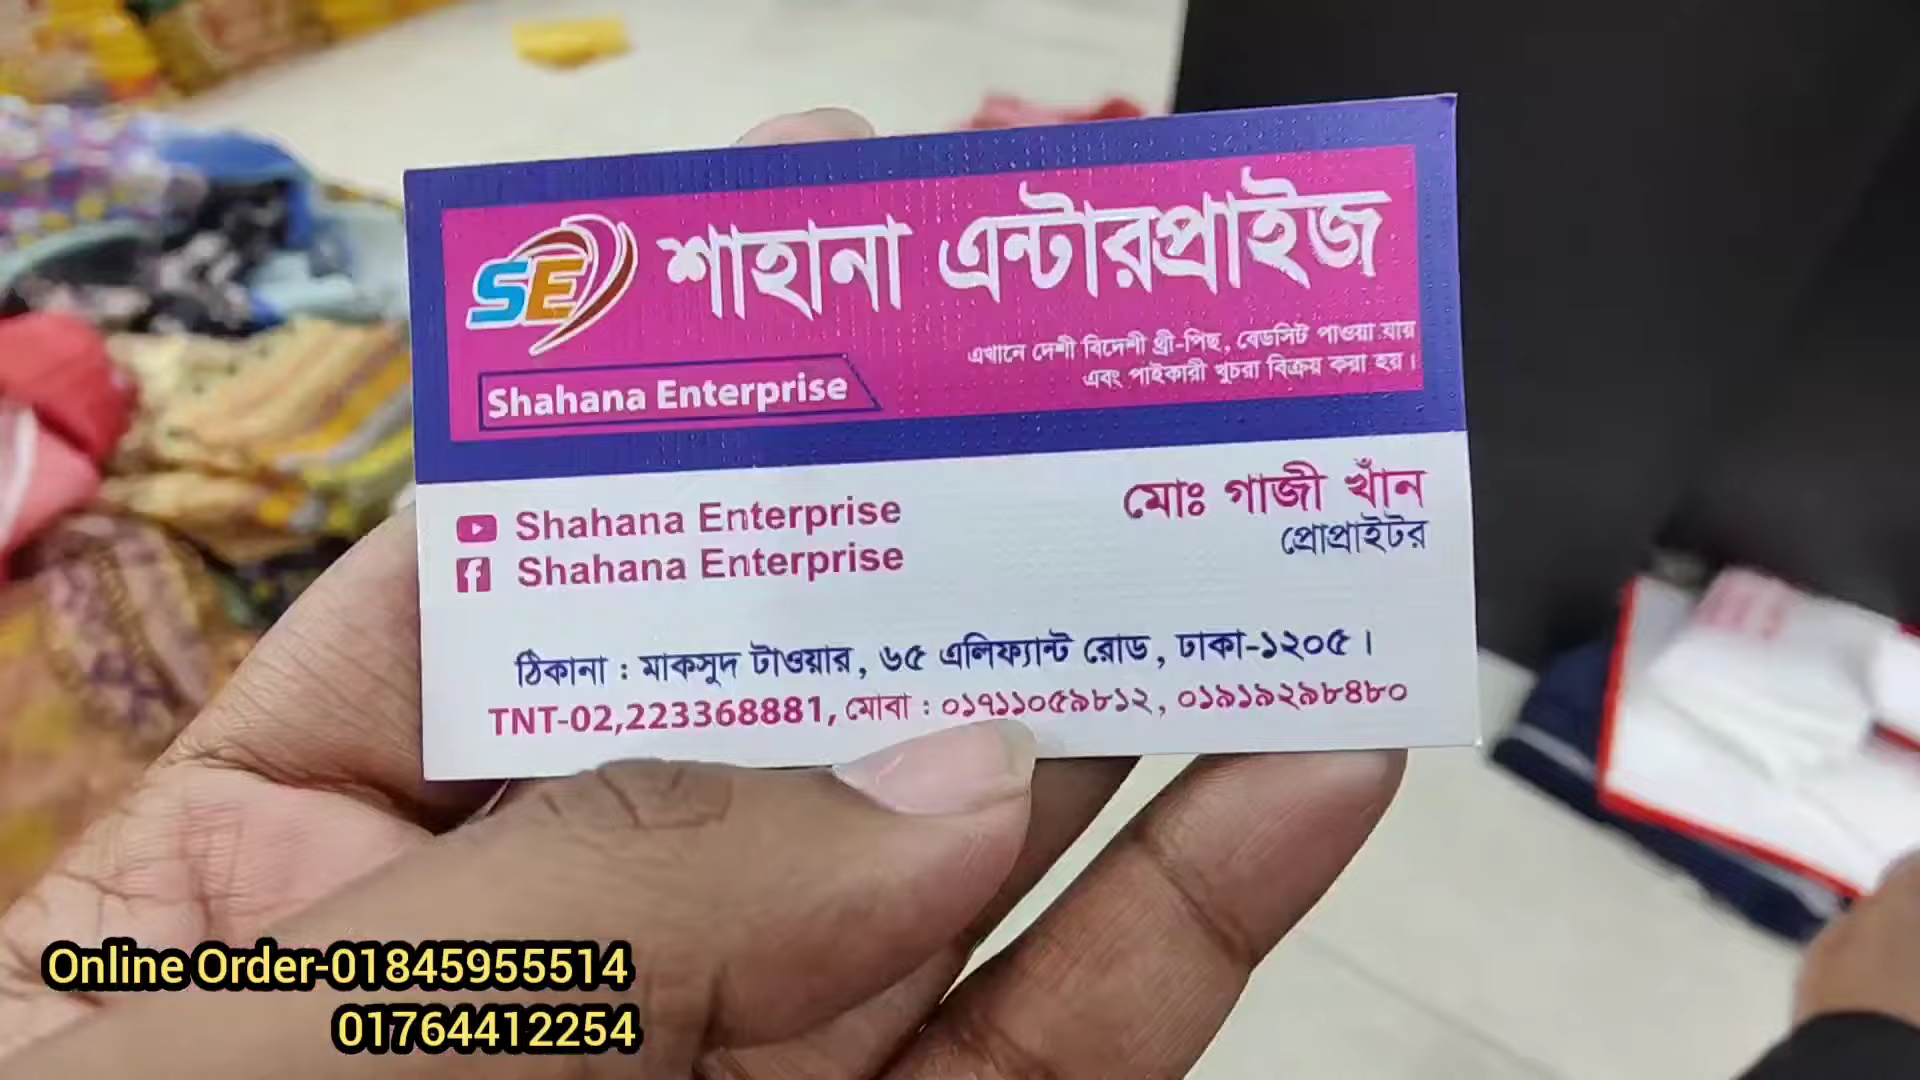 SE শাহানা এন্টারপ্রাইজ
এখানে দেশী বিদেশী থ্রী-পিছ, বেডসিট পাওয়া যায়
এবং পাইকারী খুচরা বিক্রয় করা হয়।
Shahana Enterprise
Shahana Enterprise
Shahana Enterprise
মোঃ গাজী খাঁন
প্রোপ্রাইটর
ঠিকানা : মাকসুদ টাওয়ার, ৬৫ এলিফ্যান্ট রোড, ঢাকা-১২০৫।
TNT-02,223368881, মোবা : ০১৭১১০৫৯৮১২, ০১৯১৯২৯৮৪৮০
Online Order-01845955514
01764412254